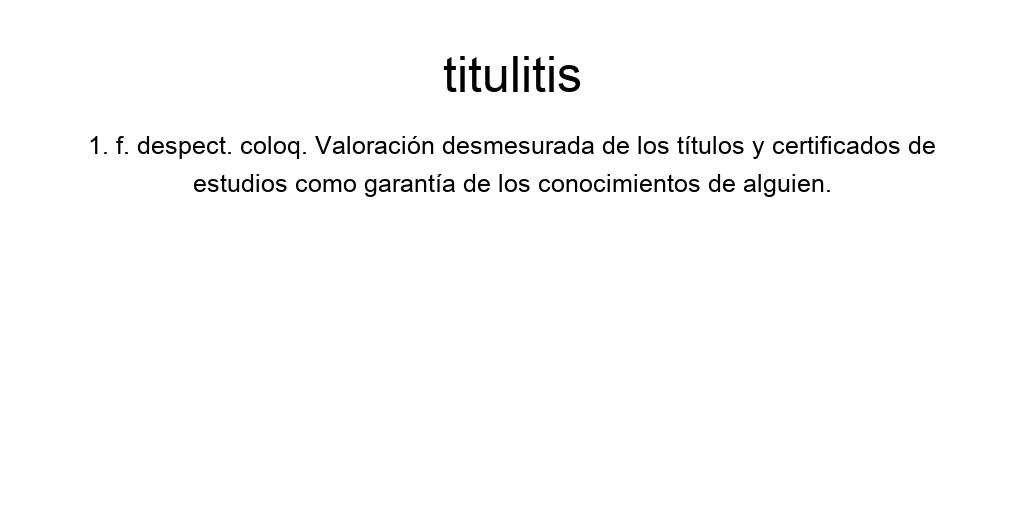 titulitis
1. f. despect. coloq. Valoración desmesurada de los títulos y certificados de
estudios como garantía de los conocimientos de alguien.